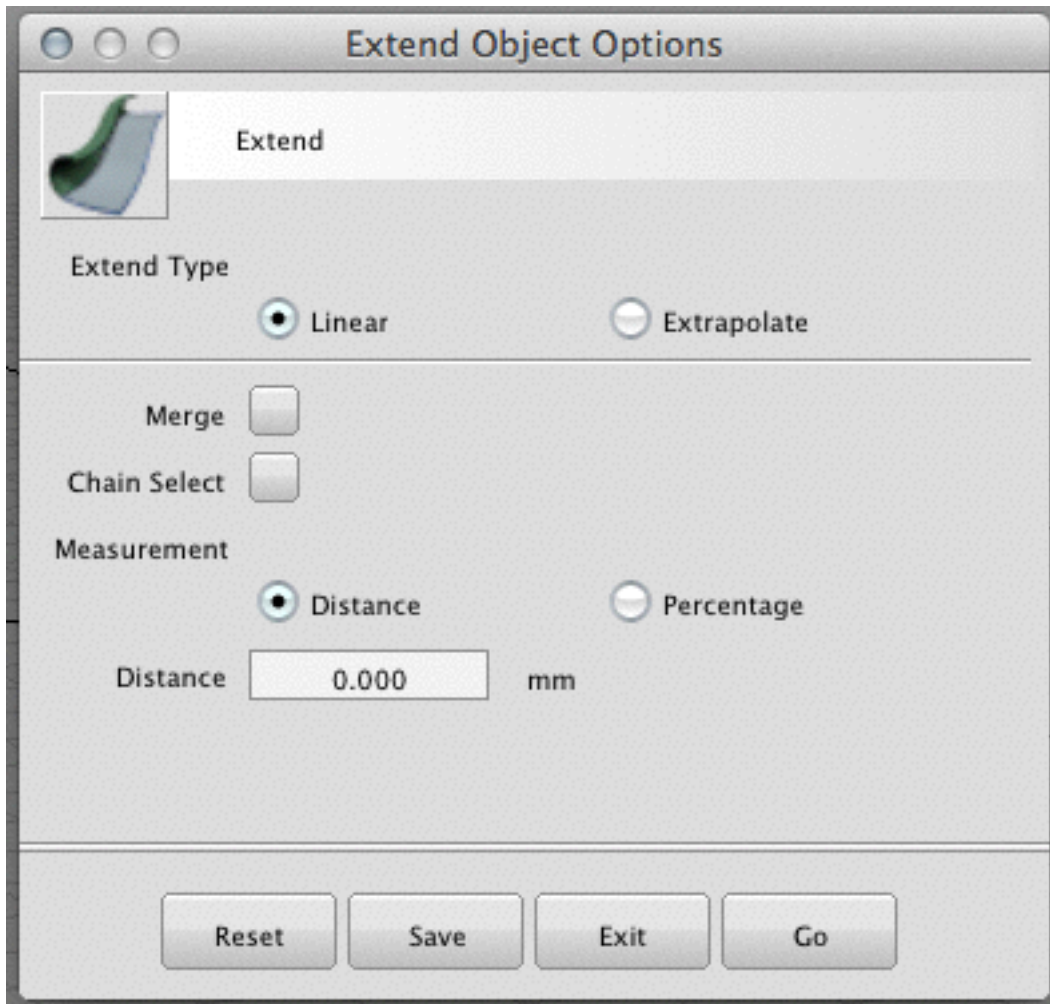 Extend Object Options
Extend
Extend Type
Linear Extrapolate
Merge
Chain Select
Measurement
Distance Percentage
Distance 0.000 mm
Reset Save Exit Go